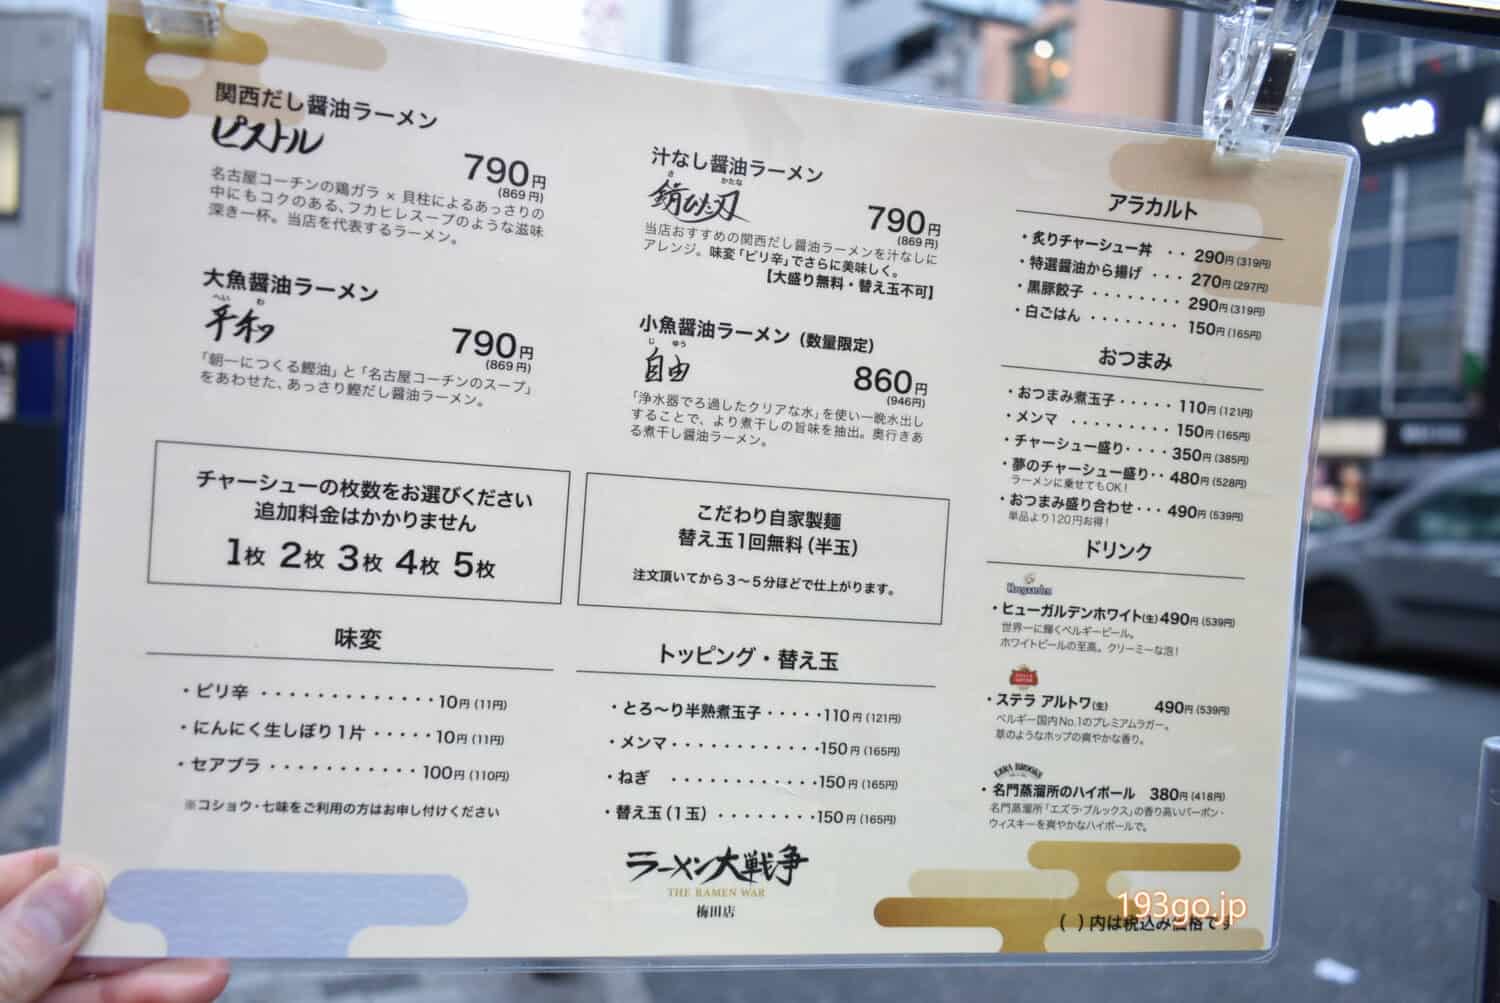 関西だし醤油ラーメン
ピストル
790円
(869円)
名古屋コーチンの鶏ガラ × 貝柱によるあっさりの
中にもコクのある、フカヒレスープのような滋味
深き一杯。当店を代表するラーメン。
大魚醤油ラーメン
へい わ
平和
790円
(869円)
「朝一につくる鰹油」と「名古屋コーチンのスープ」
をあわせた、あっさり鰹だし醤油ラーメン。
汁なし醤油ラーメン
さ かたな
錆びた刀
790円
(869円)
当店おすすめの関西だし醤油ラーメンを汁なしに
アレンジ。味変「ピリ辛」でさらに美味しく。
【大盛り無料・替え玉不可】
小魚醤油ラーメン（数量限定）
じ ゆう
自由
860円
(946円)
「浄水器でろ過したクリアな水」を使い一晩水出し
することで、より煮干しの旨味を抽出。奥行きあ
る煮干し醤油ラーメン。
チャーシューの枚数をお選びください
追加料金はかかりません
1枚 2枚 3枚 4枚 5枚
こだわり自家製麺
替え玉1回無料（半玉）
注文頂いてから３〜５分ほどで仕上がります。
味変
・ピリ辛 ・・・・・・・・・・・・・10円 (11円)
・にんにく生しぼり１片 ・・・・・10円 (11円)
・セアブラ ・・・・・・・・・・・100円 (110円)
※コショウ・七味をご利用の方はお申し付けください
トッピング・替え玉
・とろ〜り半熟煮玉子・・・・・110円 (121円)
・メンマ・・・・・・・・・・・150円 (165円)
・ねぎ ・・・・・・・・・・・150円 (165円)
・替え玉（1玉）・・・・・・・・150円 (165円)
ラーメン大戦争
THE RAMEN WAR
梅田店
アラカルト
・炙りチャーシュー丼 ・・ 290円(319円)
・特選醤油から揚げ ・・・ 270円(297円)
・黒豚餃子・・・・・・・・ 290円(319円)
・白ごはん ・・・・・・・・ 150円(165円)
おつまみ
・おつまみ煮玉子・・・・・ 110円(121円)
・メンマ ・・・・・・・・・ 150円(165円)
・チャーシュー盛り・・・・ 350円(385円)
・夢のチャーシュー盛り・・ 480円(528円)
ラーメンに乗せてもOK！
・おつまみ盛り合わせ・・・ 490円(539円)
単品より120円お得！
ドリンク
Hoegaarden
・ヒューガルデンホワイト(生)490円(539円)
世界一に輝くベルギービール。
ホワイトビールの至高。クリーミーな泡！
・ステラ アルトワ(生) 490円(539円)
ベルギー国内No.1のプレミアムラガー。
草のようなホップの爽やかな香り。
EZRA BROOKS
・名門蒸溜所のハイボール 380円(418円)
名門蒸溜所「エズラ・ブルックス」の香り高いバーボン・
ウィスキーを爽やかなハイボールで。
193go.jp
（ ）内は税込み価格です